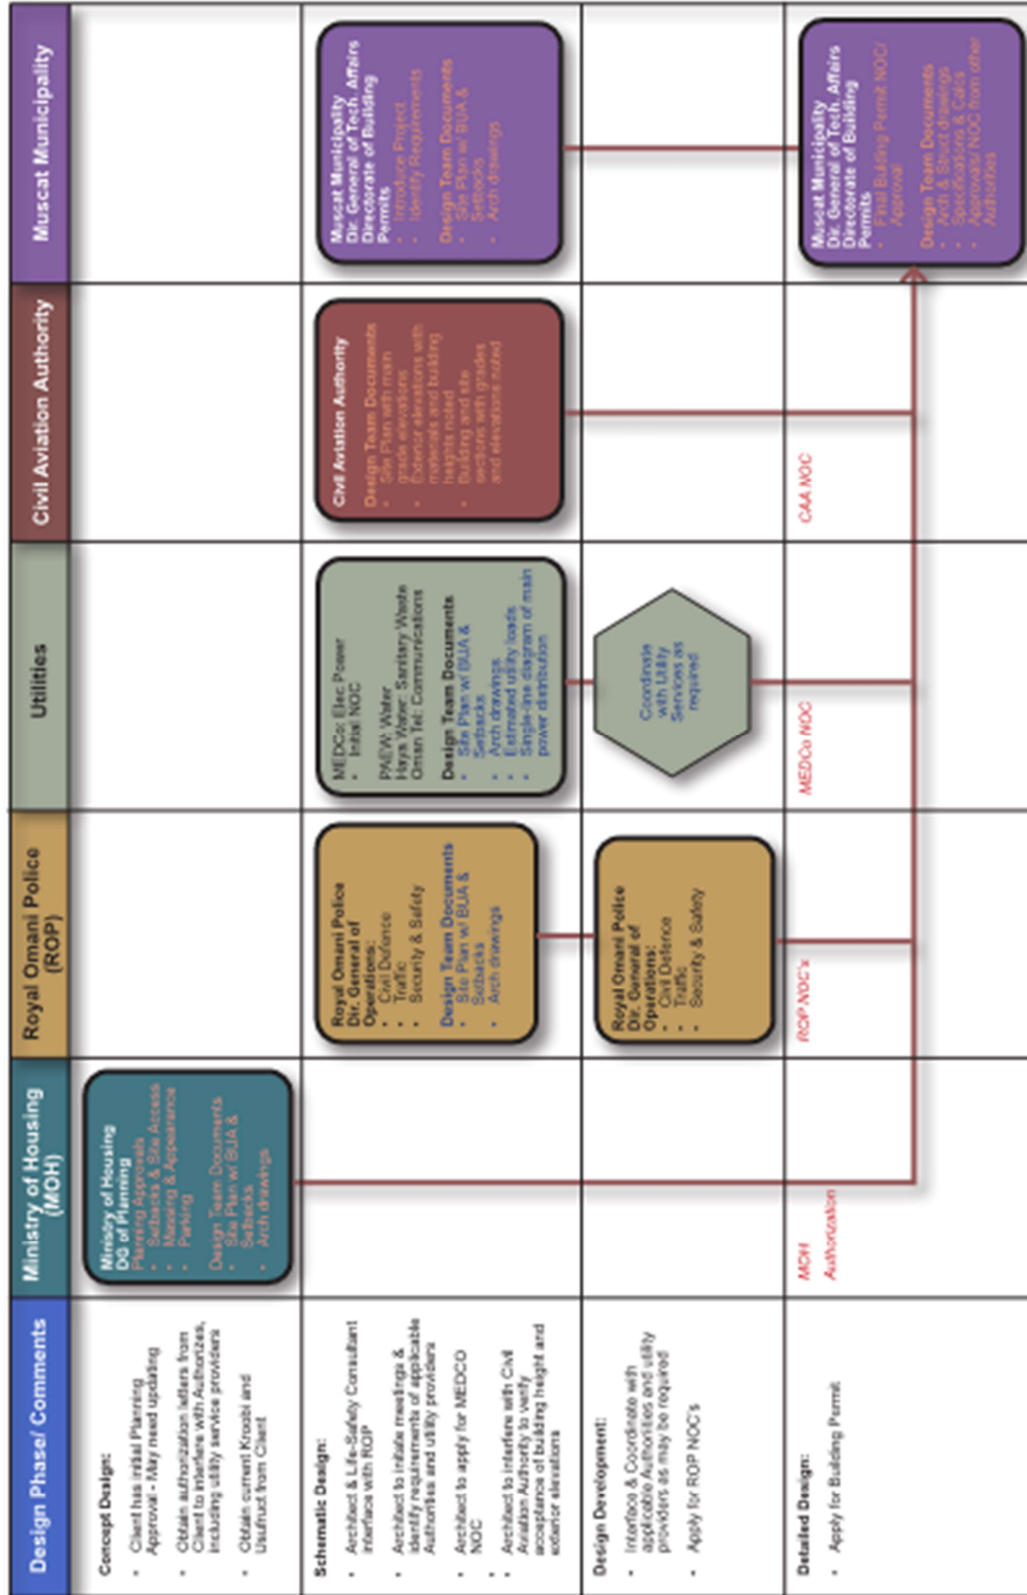 Design Phase/ Comments
Ministry of Housing
(MOH)
Royal Omani Police
(ROP)
Utilities
Civil Aviation Authority
Muscat Municipality
Concept Design:
• Client has initial Planning
Approval - May need updating
• Obtain authorization letters from
Client to interface with Authorizes,
including utility service providers
• Obtain current Kroobi and
Usufruct from Client
Ministry of Housing
DG of Planning
Planning Approvals
• Setbacks & Site Access
• Massing & Appearance
• Parking
Design Team Documents
• Site Plan w/ BUA &
Setbacks
• Arch drawings
Schematic Design:
• Architect & Life-Safety Consultant
interface with ROP
• Architect to initiate meetings &
identify requirements of applicable
Authorities and utility providers
• Architect to apply for MEDCO
NOC
• Architect to interface with Civil
Aviation Authority to verify
acceptance of building height and
exterior elevations
Royal Omani Police
Dir. General of
Operations:
• Civil Defence
• Traffic
• Security & Safety
Design Team Documents
• Site Plan w/ BUA &
Setbacks
• Arch drawings
MEDCo: Elec Power
• Initial NOC
PAEW: Water
Haya Water: Sanitary Waste
Oman Tel: Communications
Design Team Documents
• Site Plan w/ BUA &
Setbacks
• Arch drawings
• Estimated utility loads
• Single-line diagram of main
power distribution
Civil Aviation Authority
Design Team Documents
• Site Plan with main
grade elevations
• Exterior elevations with
materials and building
heights noted
• Building and site
sections with grades
and elevations noted
Muscat Municipality
Dir. General of Tech. Affairs
Directorate of Building
Permits
• Introduce Project
• Identify Requirements
Design Team Documents
• Site Plan w/ BUA &
Setbacks
• Arch drawings
Design Development:
• Interface & Coordinate with
applicable Authorities and utility
providers as may be required
• Apply for ROP NOC's
Royal Omani Police
Dir. General of
Operations:
• Civil Defence
• Traffic
• Security & Safety
Coordinate
with Utility
Services as
required
Detailed Design:
• Apply for Building Permit
MOH
Authorization
ROP NOC's
MEDCo NOC
CAA NOC
Muscat Municipality
Dir. General of Tech. Affairs
Directorate of Building
Permits
• Final Building Permit NOC/
Approval
Design Team Documents
• Arch & Struct drawings
• Specifications & Calcs
• Approvals/ NOC from other
Authorities